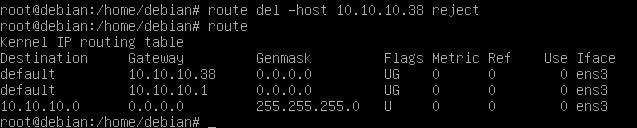 root@debian:/home/debian# route del -host 10.10.10.38 reject
root@debian:/home/debian# route
Kernel IP routing table
Destination     Gateway         Genmask         Flags Metric Ref    Use Iface
default         10.10.10.38     0.0.0.0         UG    0      0        0 ens3
default         10.10.10.1      0.0.0.0         UG    0      0        0 ens3
10.10.10.0      0.0.0.0         255.255.255.0   U     0      0        0 ens3
root@debian:/home/debian# _